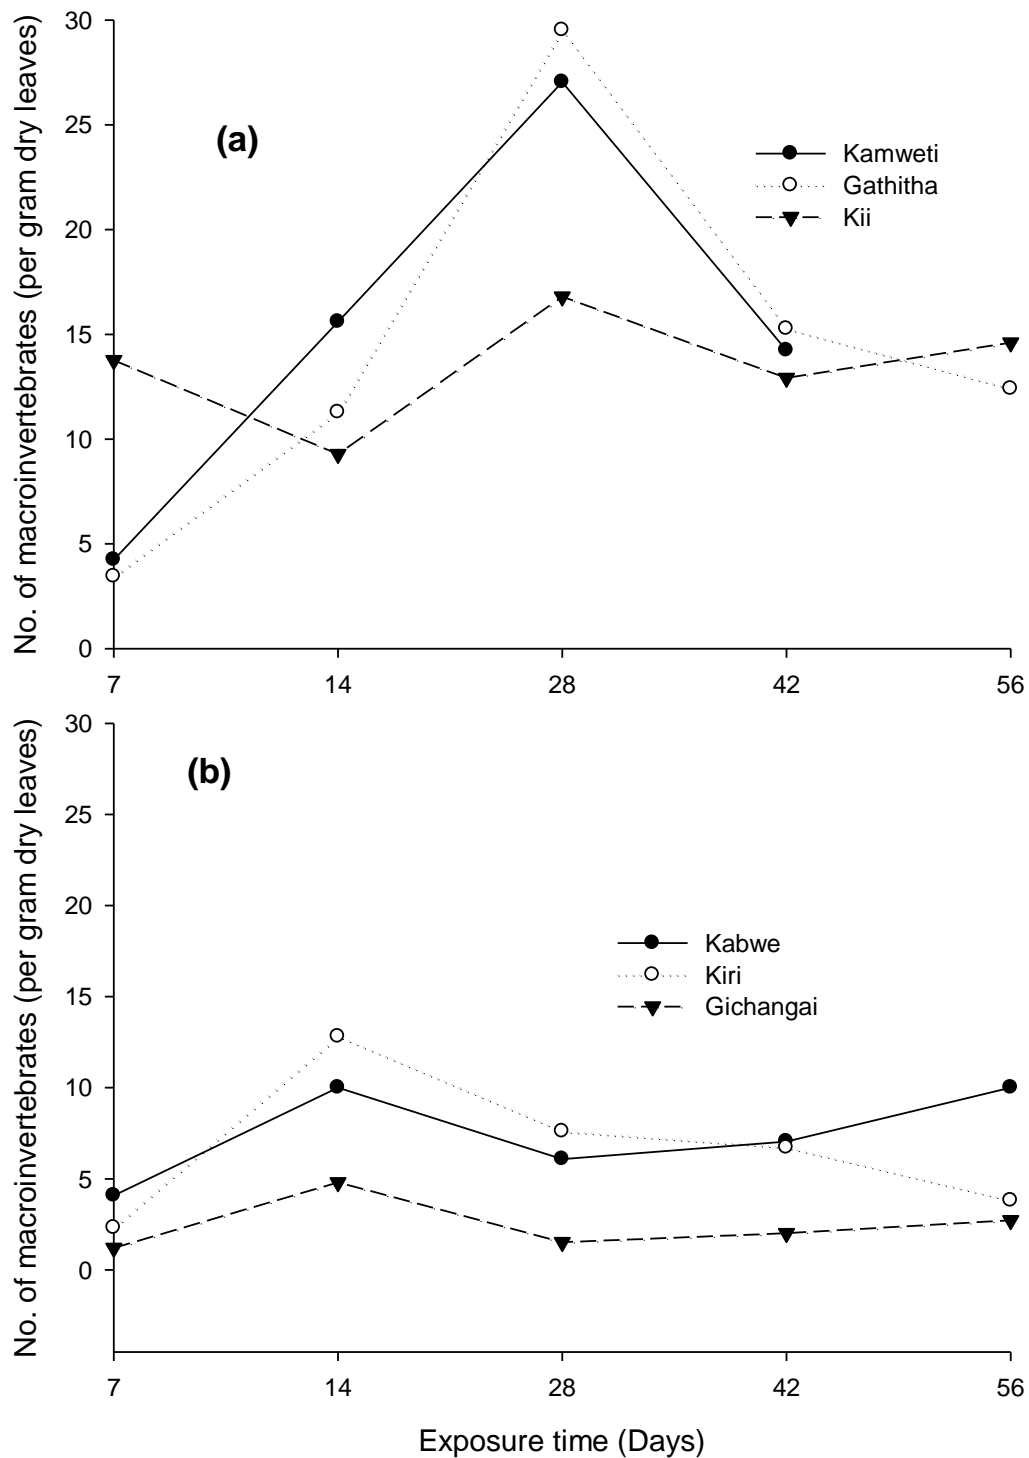 30
25
20
15
10
5
0
No. of macroinvertebrates (per gram dry leaves)
(a)
Kamweti
Gathitha
Kii
7 14 28 42 56
30
25
20
15
10
5
0
No. of macroinvertebrates (per gram dry leaves)
(b)
Kabwe
Kiri
Gichangai
7 14 28 42 56
Exposure time (Days)